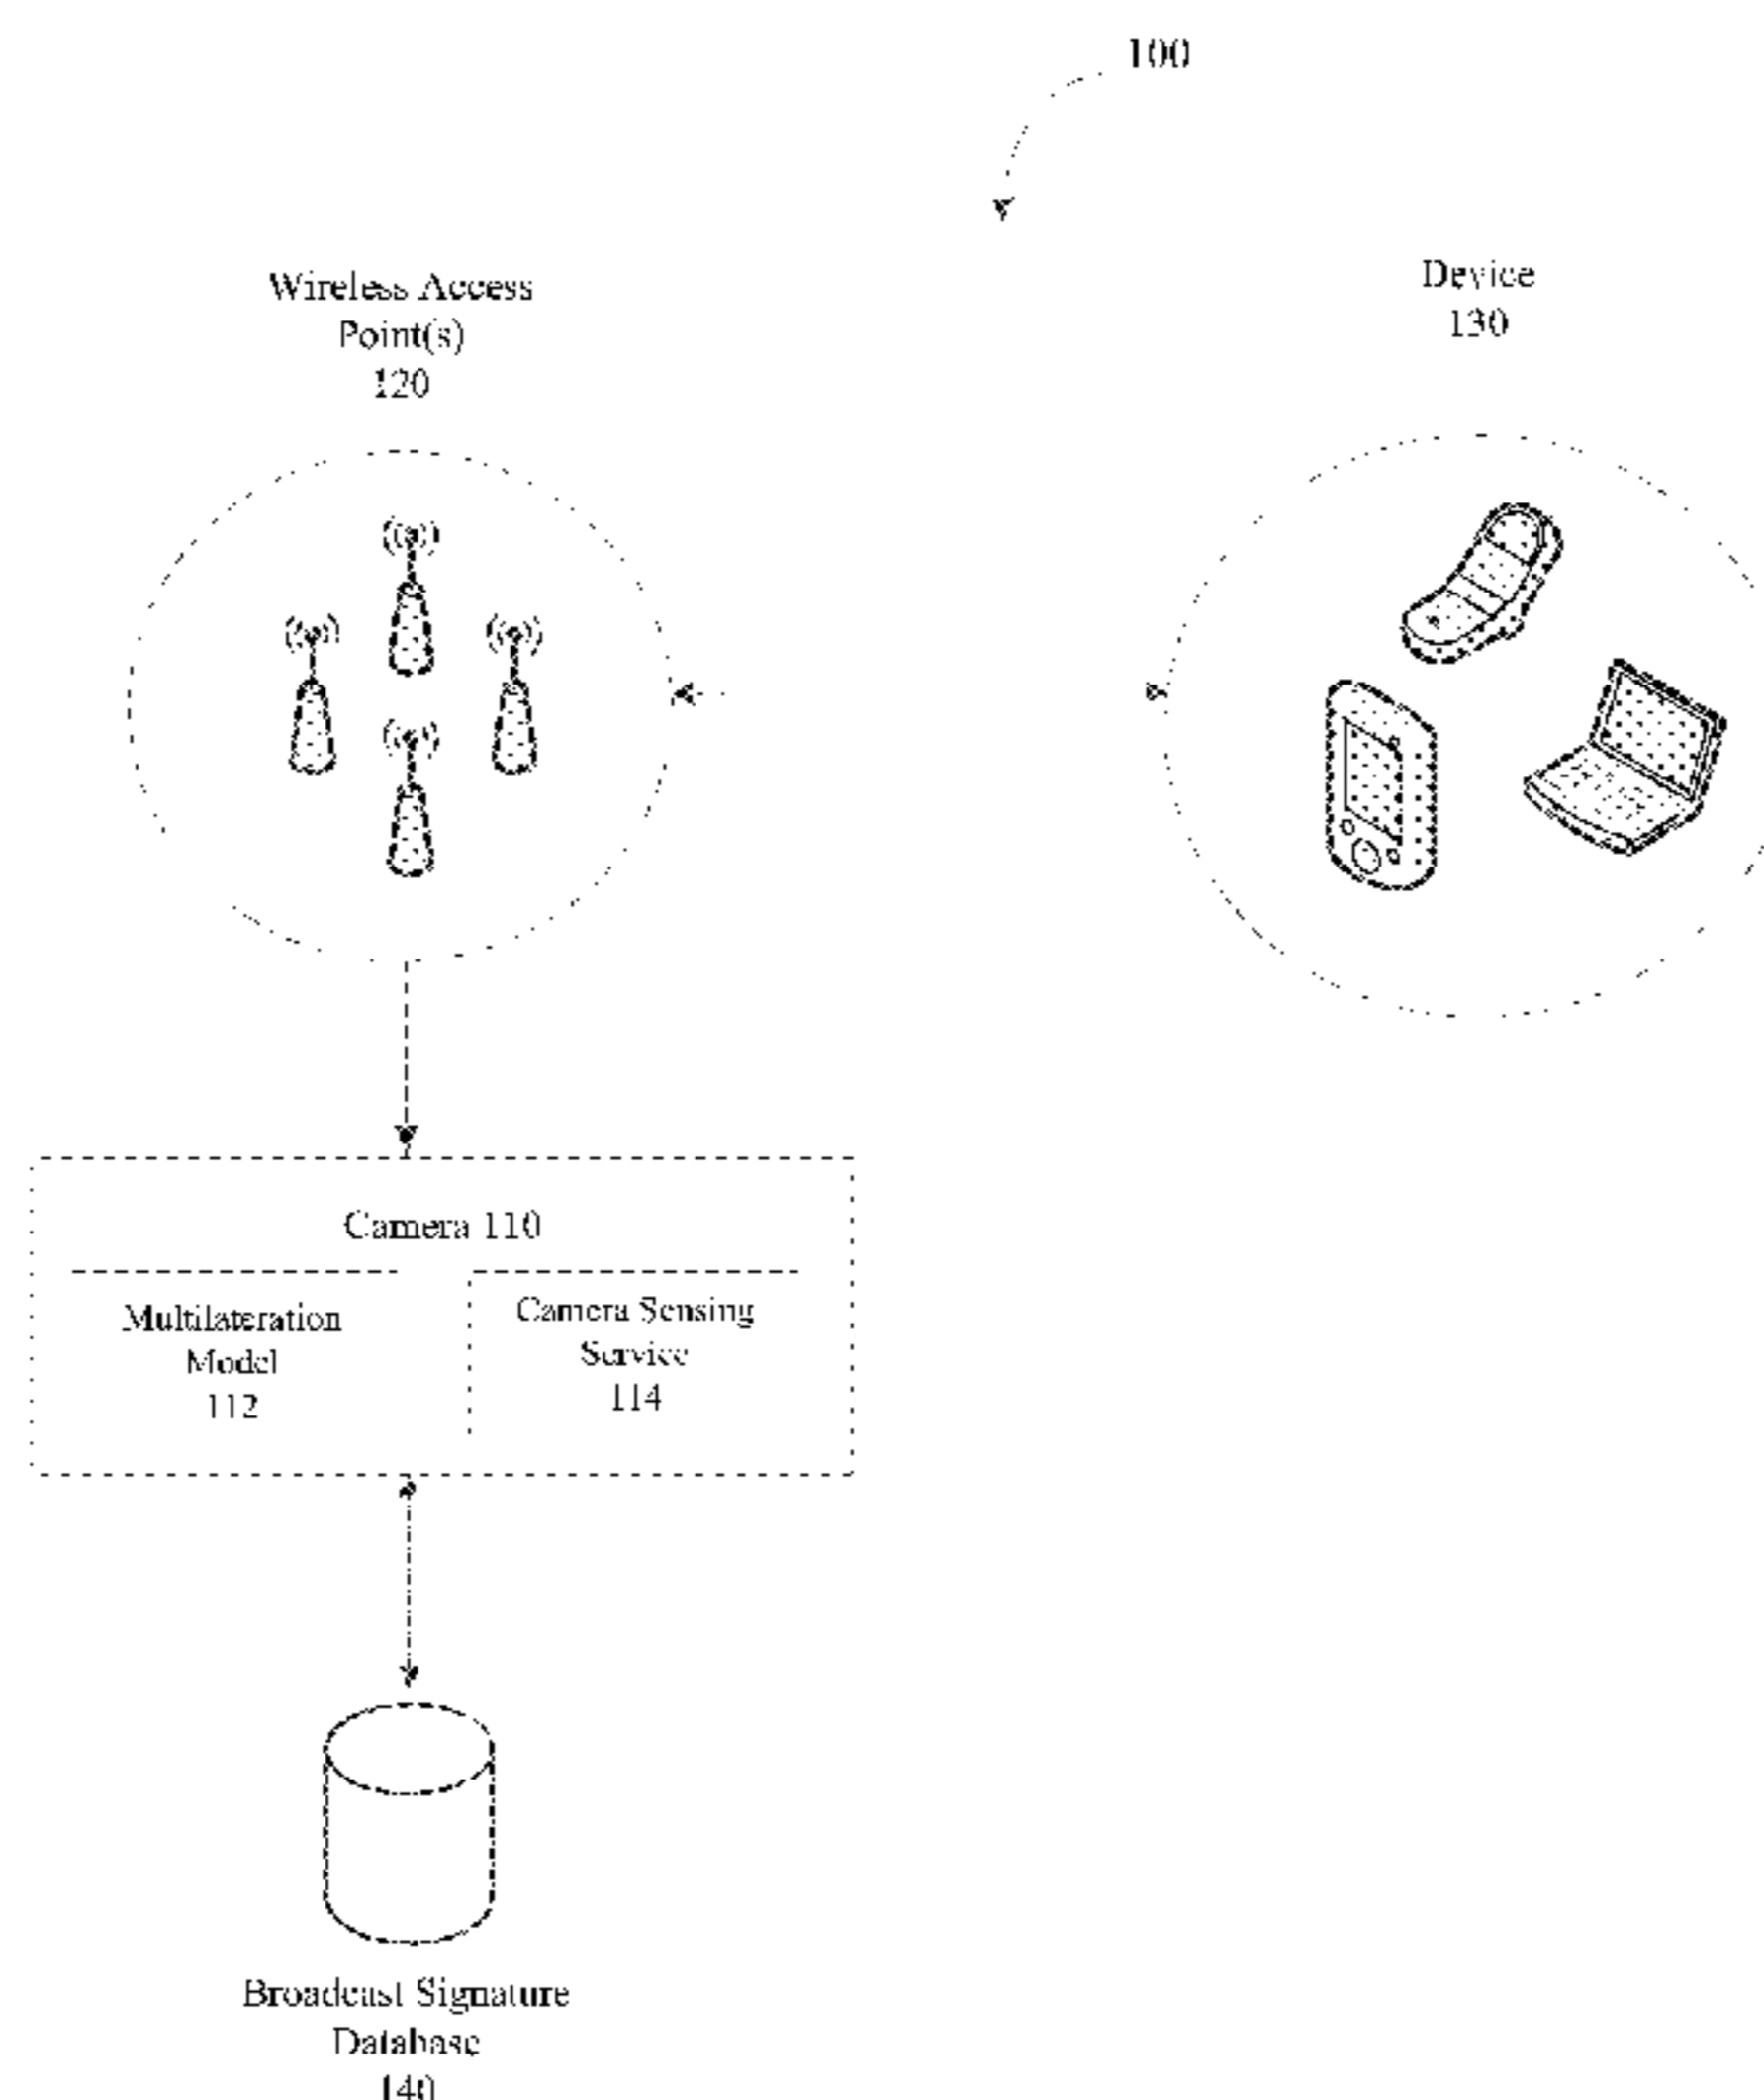 100
Wireless Access
Point(s)
120
Device
130
Camera 110
Multilateration
Model
112
Camera Sensing
Service
114
Broadcast Signature
Database
140